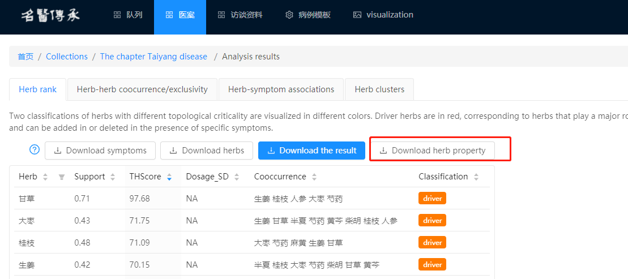 名醫傳承 队列 医案 访谈资料 病例模板 visualization
首页 / Collections / The chapter Taiyang disease / Analysis results
Herb rank Herb-herb coocurrence/exclusivity Herb-symptom associations Herb clusters
Two classifications of herbs with different topological criticality are visualized in different colors. Driver herbs are in red, corresponding to herbs that play a major ro
and can be added in or deleted in the presence of specific symptoms.
Download symptoms Download herbs Download the result Download herb property
Herb Support THScore Dosage_SD Cooccurrence Classification
甘草 0.71 97.68 NA 生姜 桂枝 人参 大枣 芍药 driver
大枣 0.43 71.75 NA 生姜 甘草 半夏 芍药 黄芩 柴胡 桂枝 人参 driver
桂枝 0.48 71.09 NA 大枣 芍药 麻黄 生姜 甘草 driver
生姜 0.42 70.15 NA 半夏 桂枝 大枣 芍药 柴胡 甘草 黄芩 driver